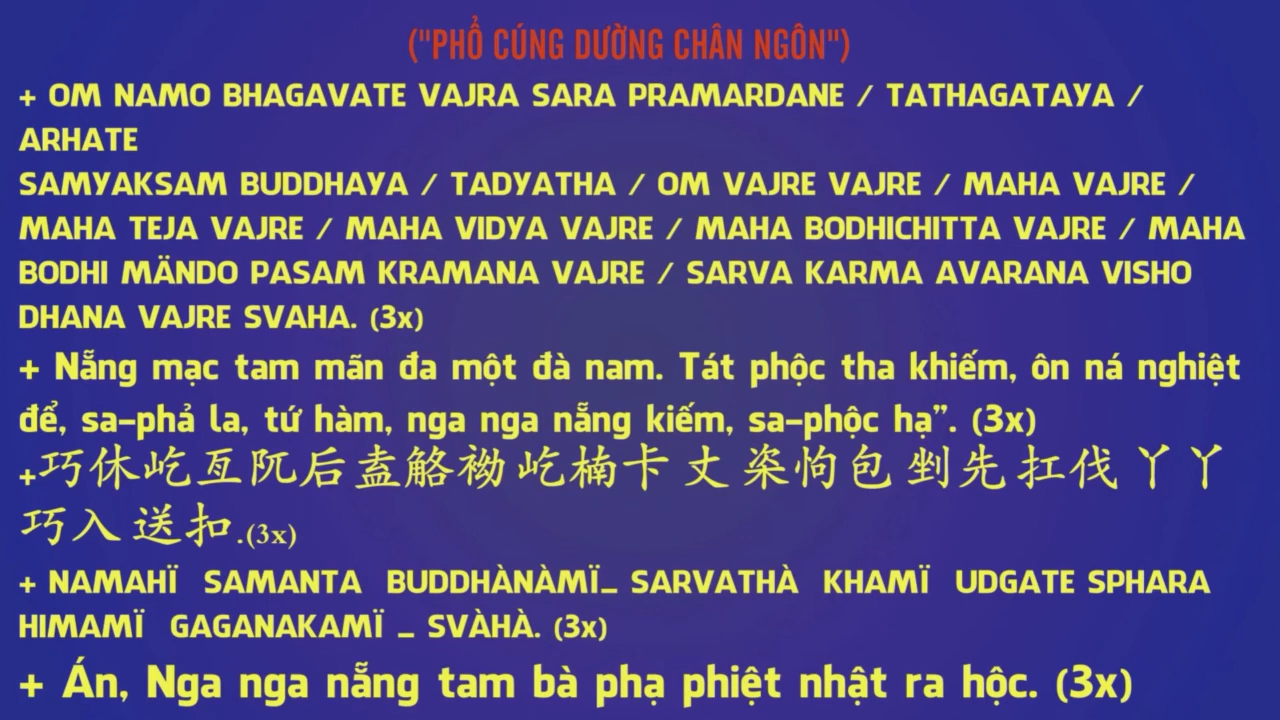 ("PHỔ CÚNG DƯỜNG CHÂN NGÔN")
+ OM NAMO BHAGAVATE VAJRA SARA PRAMARDANE / TATHAGATAYA /
ARHATE
SAMYAKSAM BUDDHAYA / TADYATHA / OM VAJRE VAJRE / MAHA VAJRE /
MAHA TEJA VAJRE / MAHA VIDYA VAJRE / MAHA BODHICHITTA VAJRE / MAHA
BODHI MÄNDO PASAM KRAMANA VAJRE / SARVA KARMA AVARANA VISHO
DHANA VAJRE SVAHA. (3x)
+ Nẵng mạc tam mãn đa một đà nam. Tát phộc tha khiếm, ôn ná nghiệt
để, sa-phả la, tứ hàm, nga nga nẵng kiếm, sa-phộc hạ”. (3x)
+巧休屹亙阢后盍觡袎屹楠卡丈楶怐包剉先扛伐丫丫
巧入送扣.(3x)
+ NAMAHÏ SAMANTA BUDDHÀNÀMÏ_ SARVATHÀ KHAMÏ UDGATE SPHARA
HIMAMÏ GAGANAKAMÏ _ SVÀHÀ. (3x)
+ Án, Nga nga nẵng tam bà phạ phiệt nhật ra hộc. (3x)